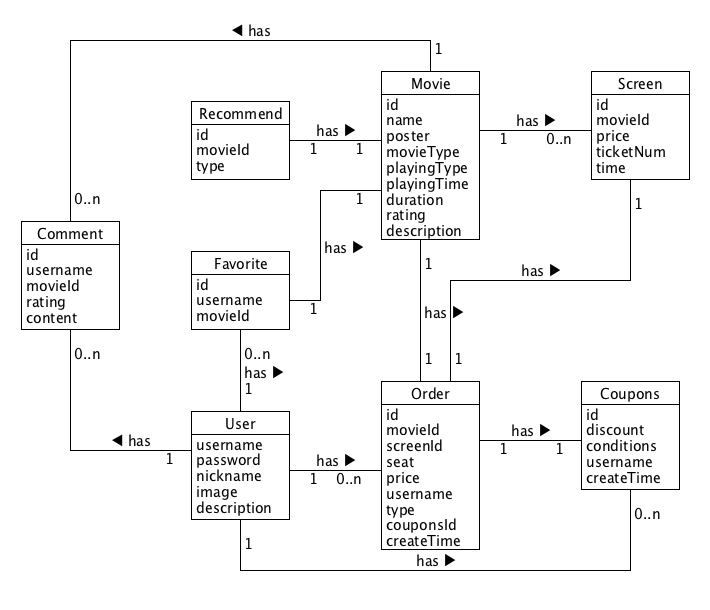 ◀ has
1
Movie
id
name
poster
movieType
playingType
playingTime
duration
rating
description
Screen
id
movieId
price
ticketNum
time
Recommend
id
movieId
type
has ▶
1 1
has ▶
1 0..n
0..n
1
1
Comment
id
username
movieId
rating
content
Favorite
id
username
movieId
has ▶
1
1
has ▶
has ▶
0..n
0..n
has ▶
1
1
1
Order
id
movieId
screenId
seat
price
username
type
couponsId
createTime
Coupons
id
discount
conditions
username
createTime
User
username
password
nickname
image
description
◀ has
1
has ▶
1 0..n
has ▶
1 1
0..n
1
has ▶